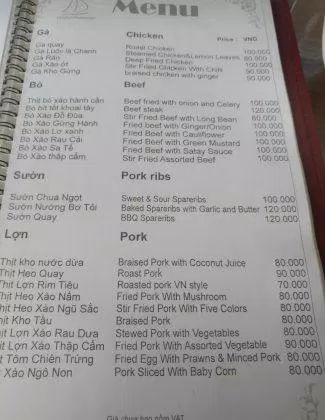 Menu
Gà Chicken Price : VND
Gà quay Roast Chicken 100.000
Gà Luộc lá Chanh Steamed Chicken&Lemon Leaves 100.000
Gà Rán Deep Fried Chicken 80.000
Gà Xào ớt Stir Fried Chicken With Chilli 100.000
Gà Kho Gừng braised chicken with ginger 90.000
Bò Beef
Thịt bò xào hành cần Beef fried with onion and Celery 100.000
Bò bít tết khoai tây Beef steak 120.000
Bò Xào Đỗ Đũa Stir Fried Beef with Long Bean 80.000
Bò Xào Gừng Hành Fried beef with Ginger/Onion 100.000
Bò Xào Lơ xanh Fried Beef with Cauliflower 100.000
Bò Xào Rau Cải Fried Beef with Green Mustard 100.000
Bò Xào Sa Tế Fried Beef with Satay Sauce 100.000
Bò Xào thập cẩm Stir Fried Assorted Beef 100.000
Sườn Pork ribs
Sườn Chua Ngọt Sweet & Sour Spareribs 100.000
Sườn Nướng Bơ Tỏi Baked Spareribs with Garlic and Butter 120.000
Sườn Quay BBQ Spareribs 120.000
Lợn Pork
Thịt kho nước dừa Braised Pork with Coconut Juice 80.000
Thịt Heo Quay Roast Pork 90.000
Thịt Lợn Rim Tiêu Roasted pork VN style 70.000
Thịt Heo Xào Nấm Fried Pork With Mushroom 80.000
Thịt Heo Xào Ngũ Sắc Stir Fried Pork With Five Colors 80.000
Thịt Kho Tầu Braised Pork 80.000
Thịt Lợn Xào Rau Dưa Stewed Pork with Vegetables 80.000
Thịt Lợn Xào Thập Cẩm Fried Pork With Assorted Vegetable 90.000
Thịt Tôm Chiên Trứng Fried Egg With Prawns & Minced Pork 80.000
Xào Ngô Non Pork Sliced With Baby Corn 80.000
Giá chưa bao gồm VAT